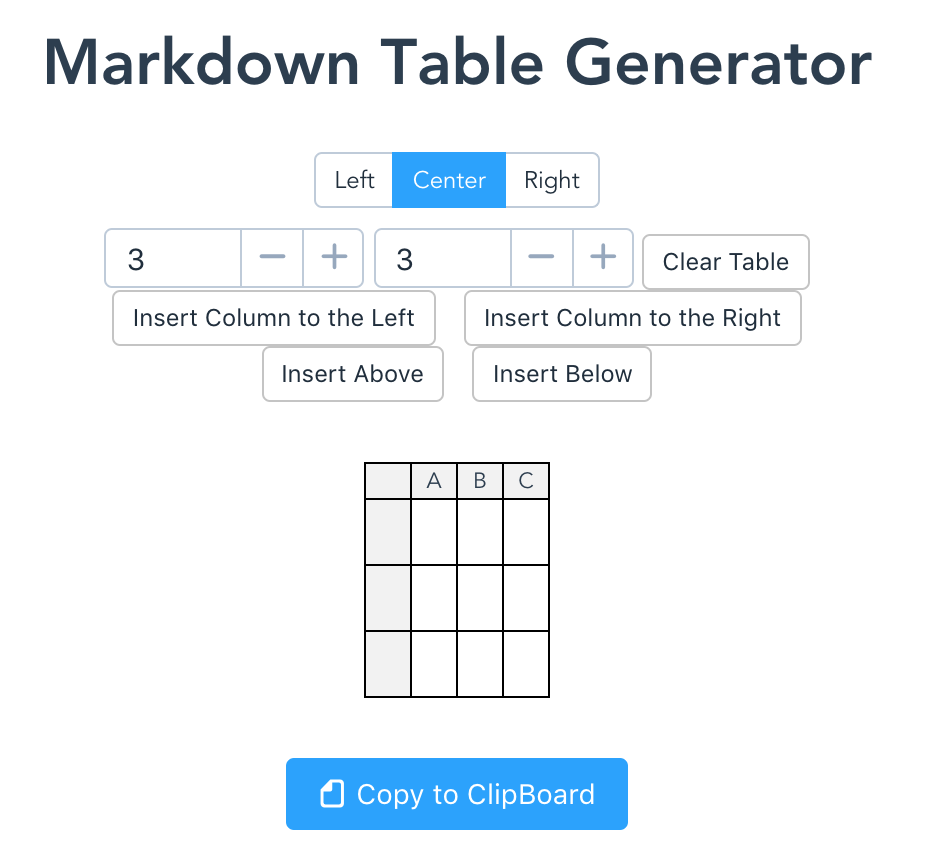 Markdown Table Generator
Left Center Right
3 − + 3 − + Clear Table
Insert Column to the Left Insert Column to the Right
Insert Above Insert Below
A B C
Copy to ClipBoard